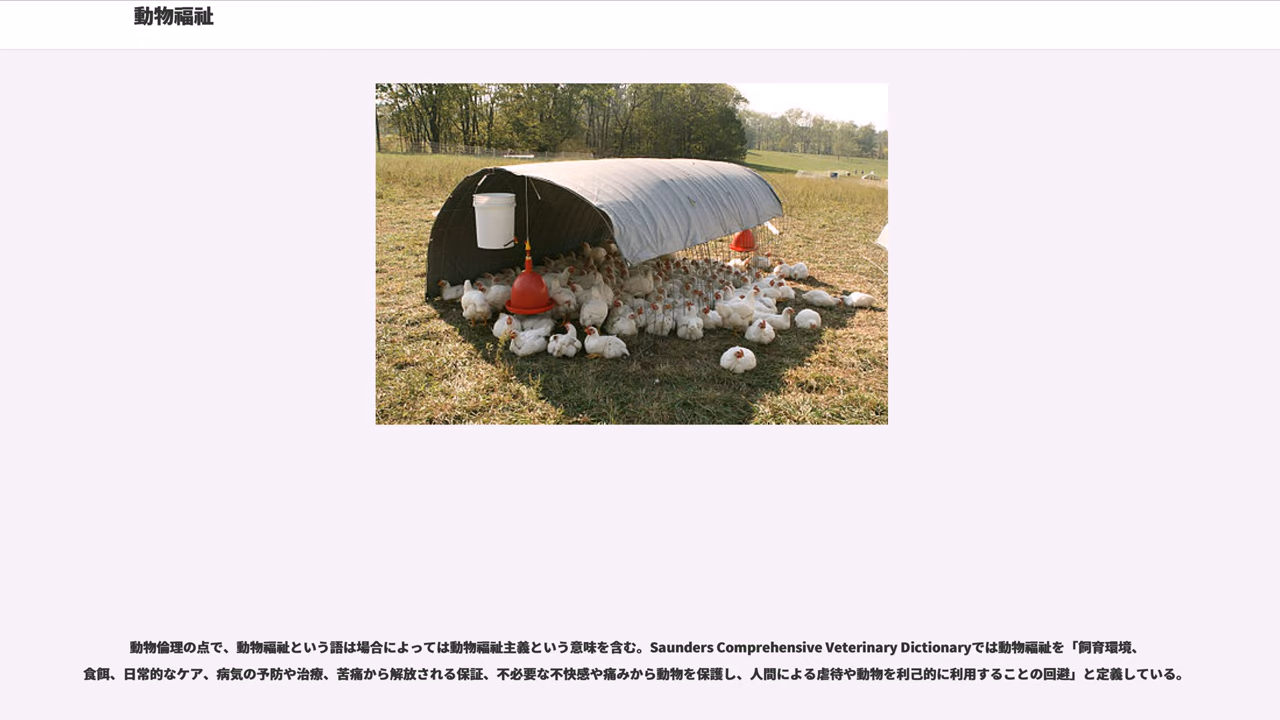 動物福祉
動物倫理の点で、動物福祉という語は場合によっては動物福祉主義という意味を含む。Saunders Comprehensive Veterinary Dictionaryでは動物福祉を「飼育環境、
食餌、日常的なケア、病気の予防や治療、苦痛から解放される保証、不必要な不快感や痛みから動物を保護し、人間による虐待や動物を利己的に利用することの回避」と定義している。